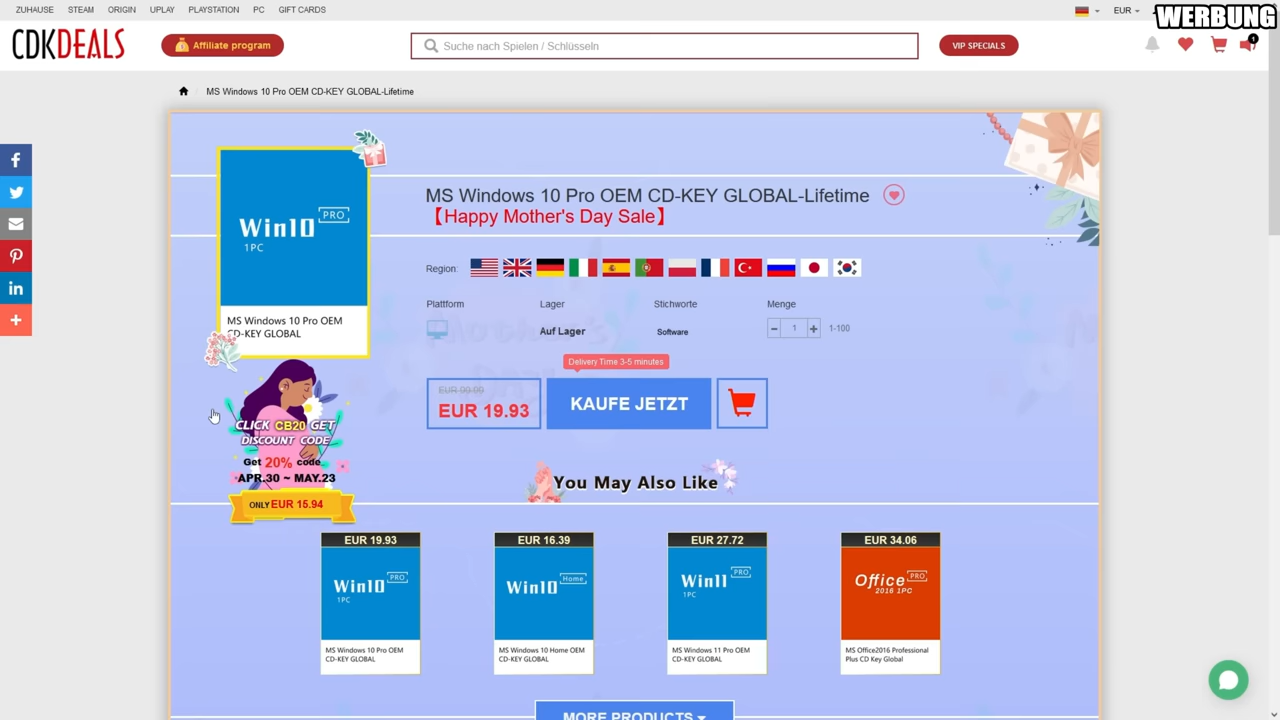 ZUHAUSE STEAM ORIGIN UPLAY PLAYSTATION PC GIFT CARDS EUR
WERBUNG
CDKDEALS
Affiliate program
Suche nach Spielen / Schlüsseln
VIP SPECIALS
1
MS Windows 10 Pro OEM CD-KEY GLOBAL-Lifetime
Win10 PRO
1PC
MS Windows 10 Pro OEM
CD-KEY GLOBAL
MS Windows 10 Pro OEM CD-KEY GLOBAL-Lifetime
【Happy Mother's Day Sale】
Region:
Plattform Lager Stichworte Menge
Auf Lager Software 1 1-100
Delivery Time 3-5 minutes
EUR 99.99
EUR 19.93
KAUFE JETZT
CLICK CB20 GET
DISCOUNT CODE
Get 20% code
APR.30 ~ MAY.23
ONLY EUR 15.94
You May Also Like
EUR 19.93
Win10 PRO
1PC
MS Windows 10 Pro OEM
CD-KEY GLOBAL
EUR 16.39
Win10 Home
MS Windows 10 Home OEM
CD-KEY GLOBAL
EUR 27.72
Win11 PRO
1PC
MS Windows 11 Pro OEM
CD-KEY GLOBAL
EUR 34.06
Office PRO
2016 1PC
MS Office2016 Professional
Plus CD Key Global
MORE PRODUCTS